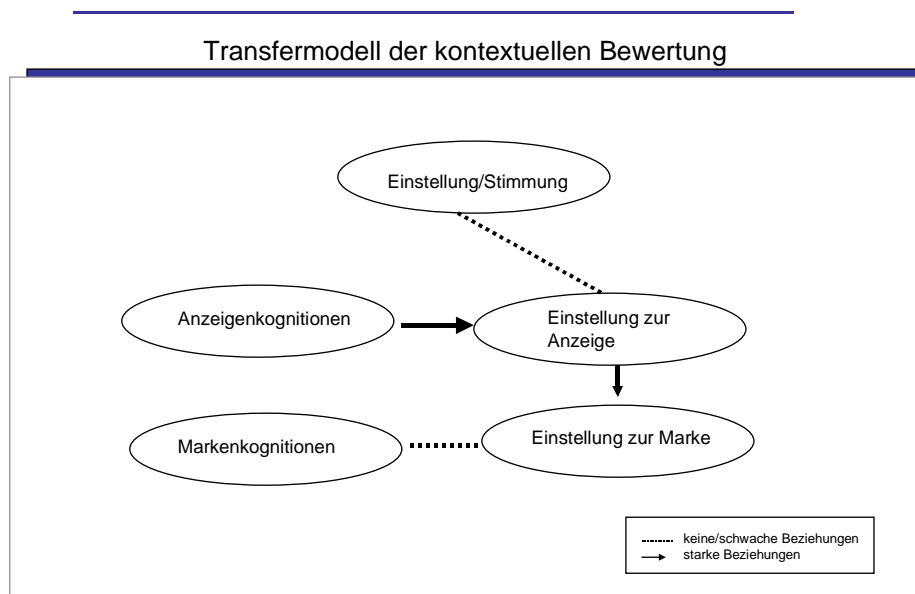 Transfermodell der kontextuellen Bewertung
Einstellung/Stimmung
Anzeigenkognitionen
Einstellung zur
Anzeige
Markenkognitionen
Einstellung zur Marke
keine/schwache Beziehungen
starke Beziehungen